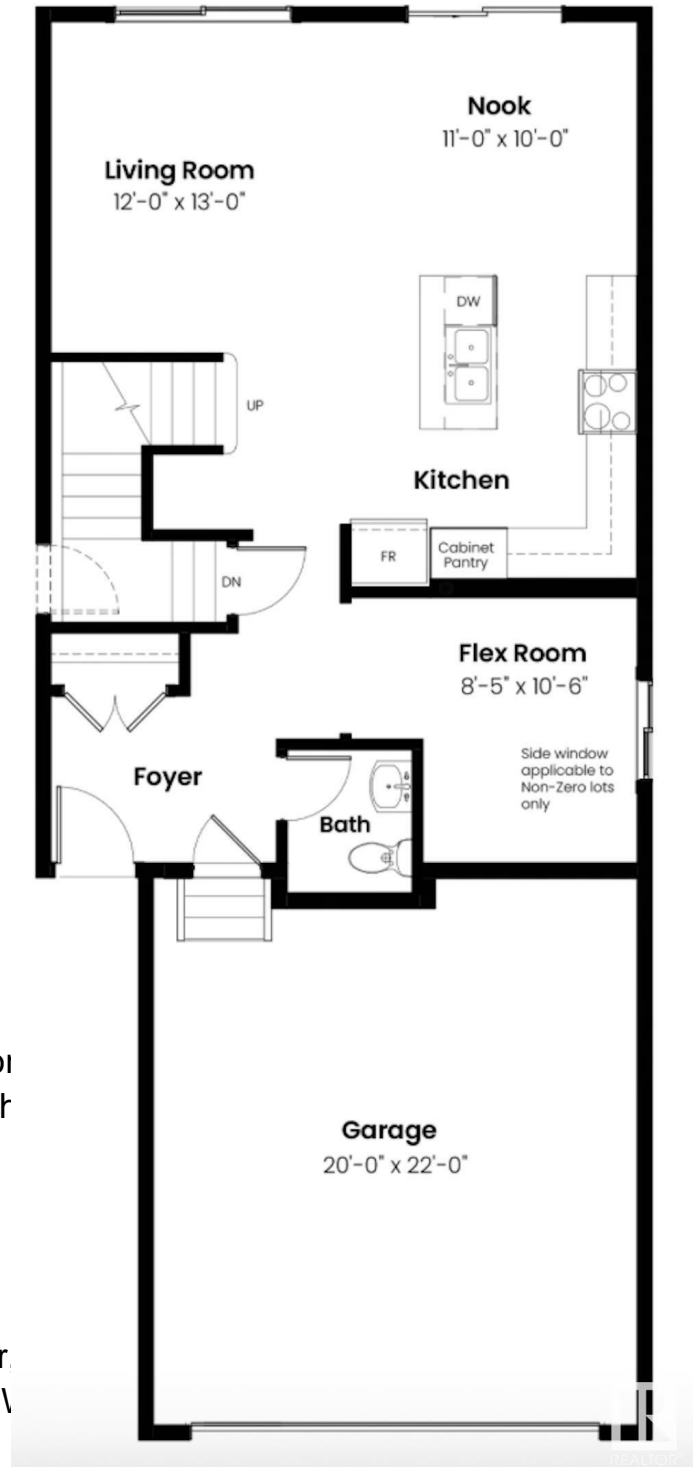 Nook
11'-0" x 10'-0"
Living Room
12'-0" x 13'-0"
DW
UP
Kitchen
FR
Cabinet
Pantry
DN
Flex Room
8'-5" x 10'-6"
Side window
applicable to
Non-Zero lots
only
Foyer
Bath
Garage
20'-0" x 22'-0"
REALTOR